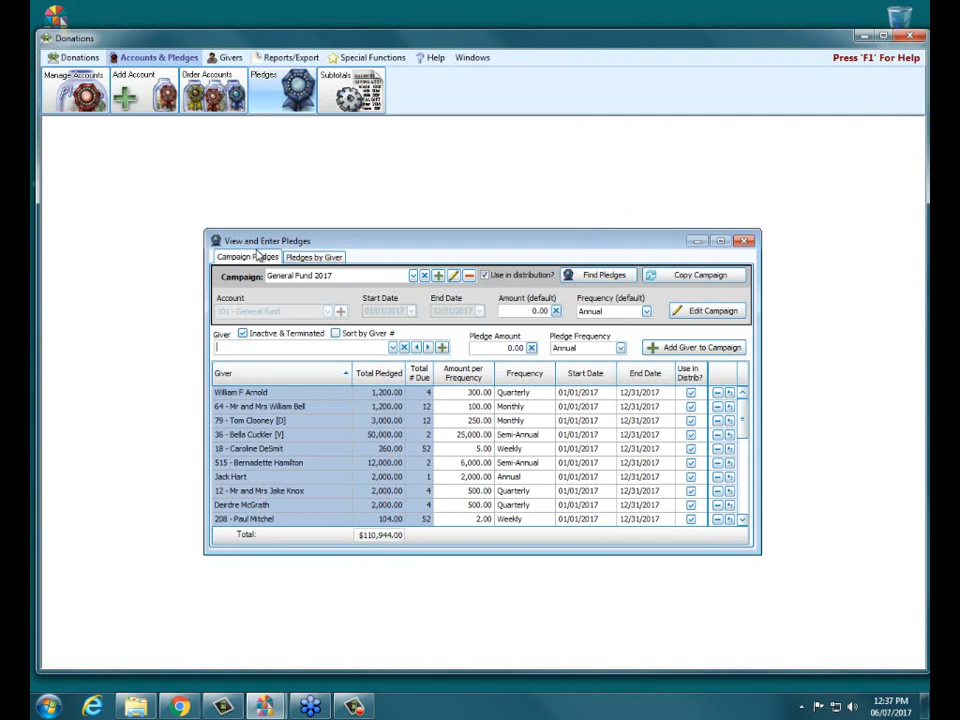 Donations
Donations Accounts & Pledges Givers Reports/Export Special Functions Help Windows Press 'F1' For Help
Manage Accounts Add Account Order Accounts Pledges Subtotals
View and Enter Pledges
Campaign Pledges Pledges by Giver
Campaign: General Fund 2017 Use in distribution? Find Pledges Copy Campaign
Account Start Date End Date Amount (default) Frequency (default)
101 - General fund 01/01/2017 12/31/2017 0.00 Annual Edit Campaign
Giver Inactive & Terminated Sort by Giver # Pledge Amount Pledge Frequency
0.00 Annual Add Giver to Campaign
Giver Total Pledged Total # Due Amount per Frequency Frequency Start Date End Date Use in Distrib?
William F Arnold 1,200.00 4 300.00 Quarterly 01/01/2017 12/31/2017
64 - Mr and Mrs William Bell 1,200.00 12 100.00 Monthly 01/01/2017 12/31/2017
79 - Tom Clooney [D] 3,000.00 12 250.00 Monthly 01/01/2017 12/31/2017
36 - Bella Cuckler [V] 50,000.00 2 25,000.00 Semi-Annual 01/01/2017 12/31/2017
18 - Caroline DeSmit 260.00 52 5.00 Weekly 01/01/2017 12/31/2017
515 - Bernadette Hamilton 12,000.00 2 6,000.00 Semi-Annual 01/01/2017 12/31/2017
Jack Hart 2,000.00 1 2,000.00 Annual 01/01/2017 12/31/2017
12 - Mr and Mrs Jake Knox 2,000.00 4 500.00 Quarterly 01/01/2017 12/31/2017
Deirdre McGrath 2,000.00 4 500.00 Quarterly 01/01/2017 12/31/2017
208 - Paul Mitchel 104.00 52 2.00 Weekly 01/01/2017 12/31/2017
Total: $110,944.00
12:37 PM
06/07/2017